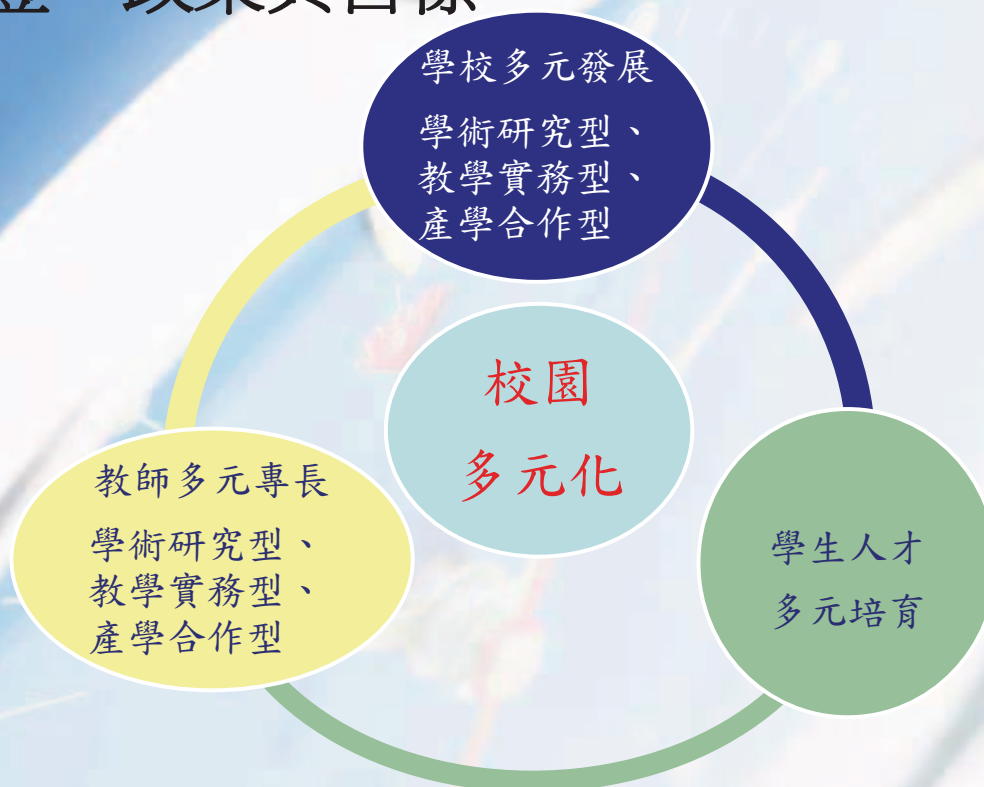 學校多元發展
學術研究型、
教學實務型、
產學合作型
校園
多元化
教師多元專長
學術研究型、
教學實務型、
產學合作型
學生人才
多元培育